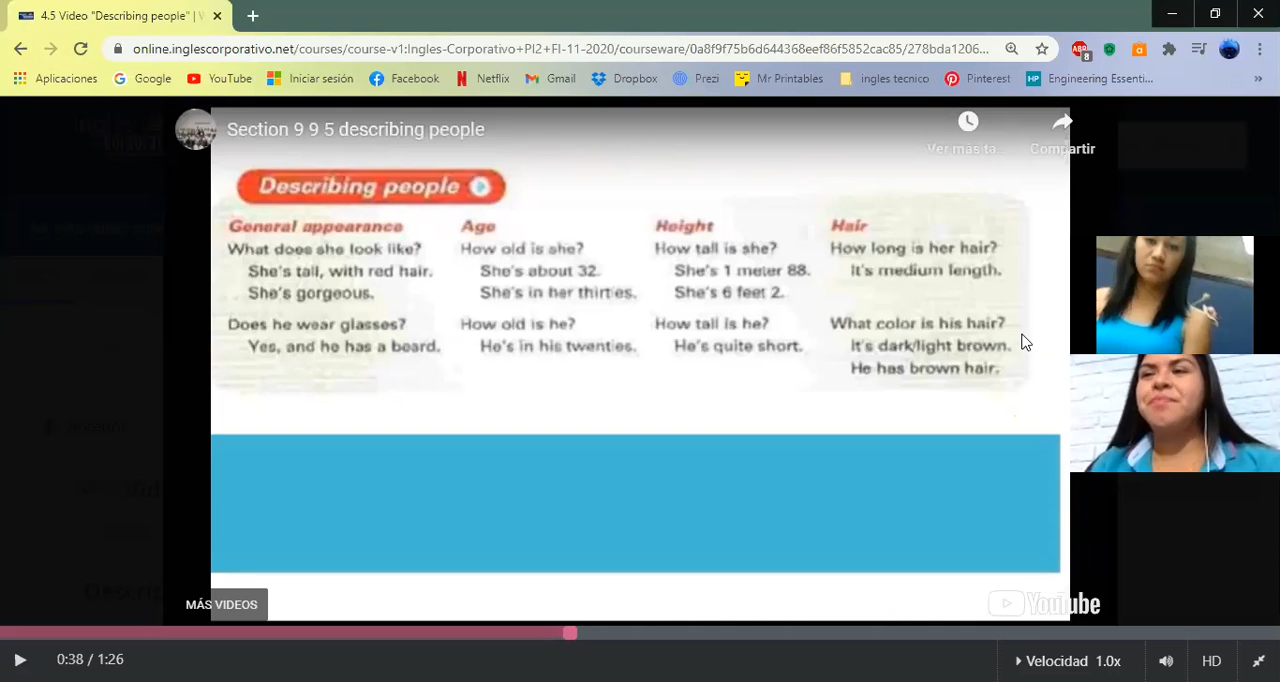 4.5 Video "Describing people" |
online.inglescorporativo.net/courses/course-v1:Ingles-Corporativo+PI2+FI-11-2020/courseware/0a8f9f75b6d644368eef86f5852cac85/278bda1206...
ABP
8
Aplicaciones Google YouTube Iniciar sesión Facebook Netflix Gmail Dropbox Prezi Mr Printables ingles tecnico Pinterest HP Engineering Essenti... »
Section 9 9 5 describing people
Ver más ta... Compartir
Describing people
General appearance
What does she look like?
She's tall, with red hair.
She's gorgeous.
Does he wear glasses?
Yes, and he has a beard.
Age
How old is she?
She's about 32.
She's in her thirties.
How old is he?
He's in his twenties.
Height
How tall is she?
She's 1 meter 88.
She's 6 feet 2.
How tall is he?
He's quite short.
Hair
How long is her hair?
It's medium length.
What color is his hair?
It's dark/light brown.
He has brown hair.
MÁS VIDEOS
YouTube
0:38 / 1:26
Velocidad 1.0x
HD